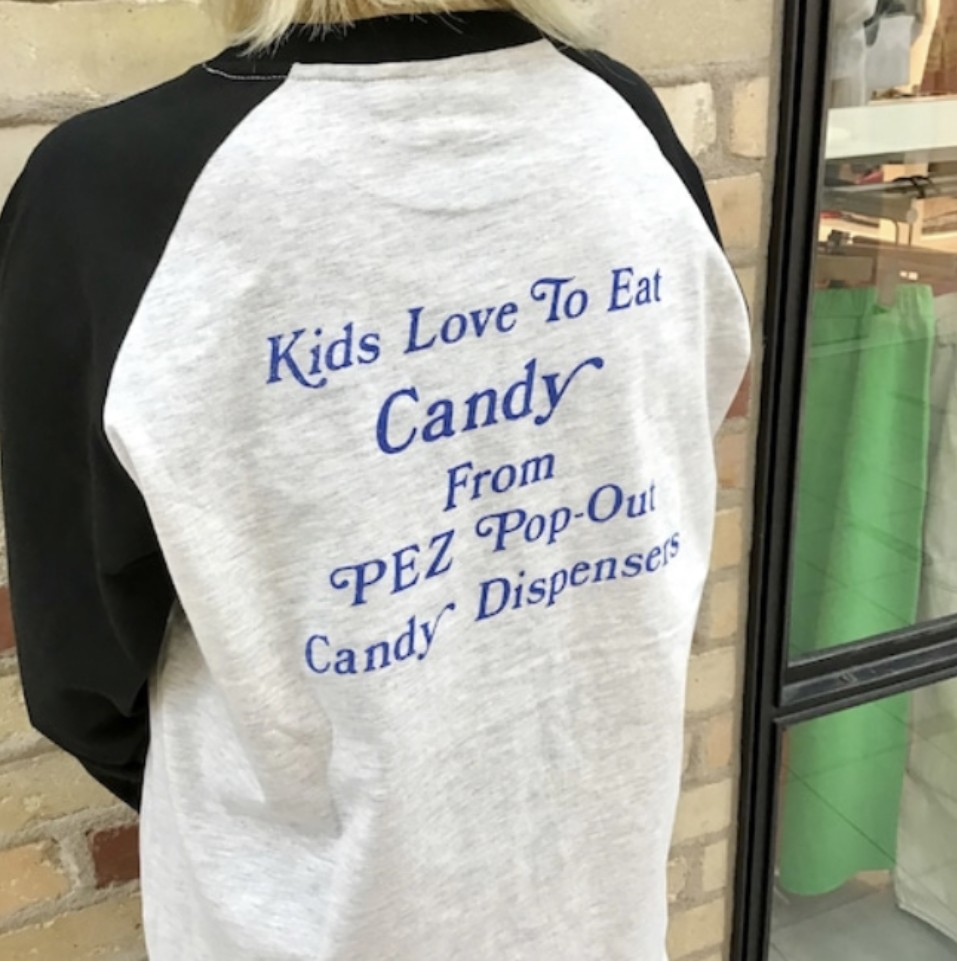 Kids Love To Eat
Candy
From
PEZ Pop-Out
Candy Dispensers